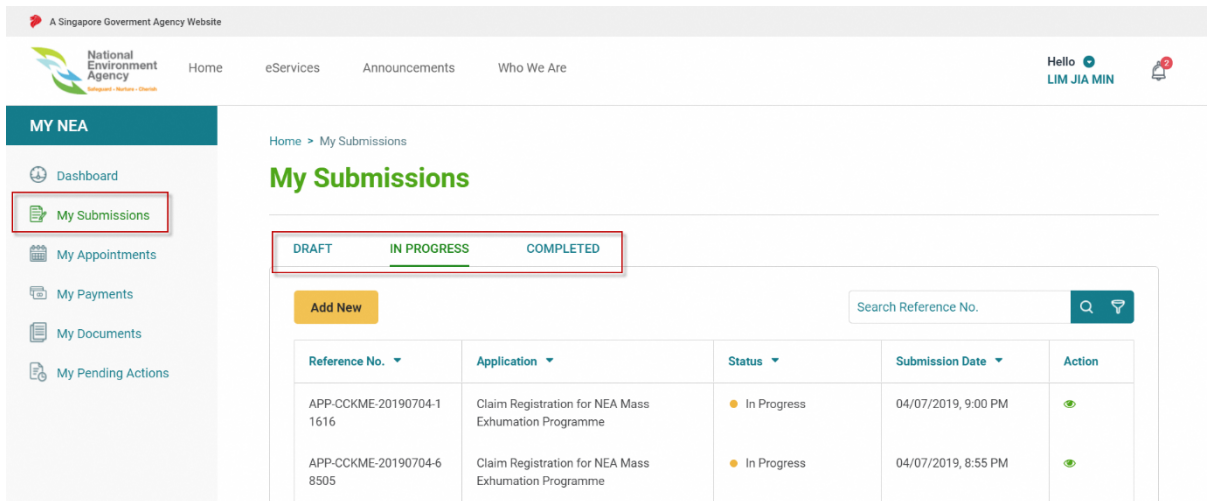 A Singapore Goverment Agency Website
National
Environment
Agency
Safeguard - Nurture - Cherish
Home
eServices
Announcements
Who We Are
Hello
LIM JIA MIN
2
MY NEA
Dashboard
My Submissions
My Appointments
My Payments
My Documents
My Pending Actions
Home > My Submissions
My Submissions
DRAFT
IN PROGRESS
COMPLETED
Add New
Search Reference No.
Reference No.
Application
Status
Submission Date
Action
APP-CCKME-20190704-1
1616
Claim Registration for NEA Mass
Exhumation Programme
In Progress
04/07/2019, 9:00 PM
APP-CCKME-20190704-6
8505
Claim Registration for NEA Mass
Exhumation Programme
In Progress
04/07/2019, 8:55 PM